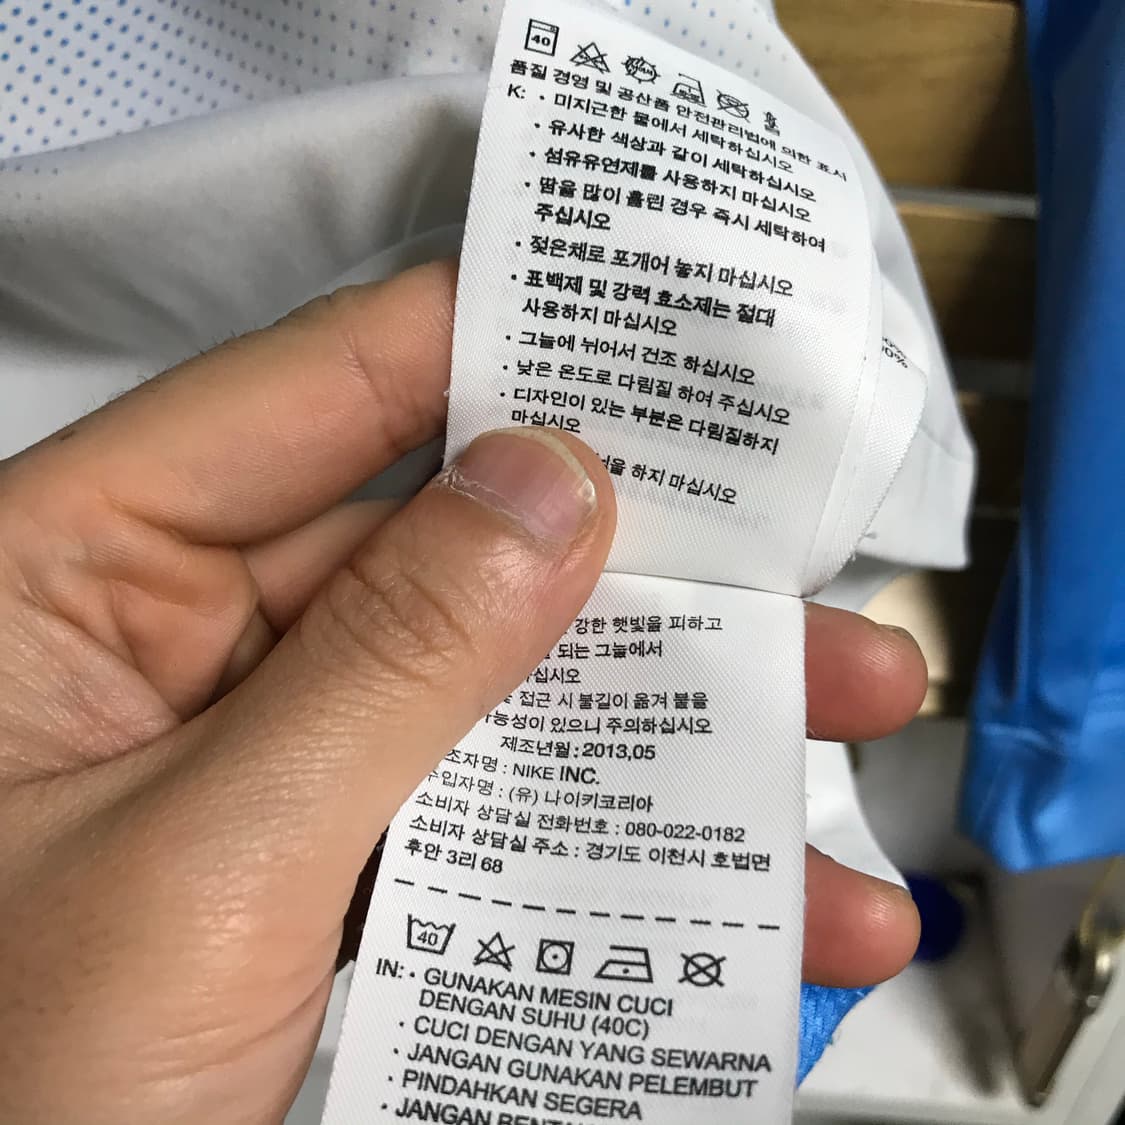 40
품질 경영 및 공산품 안전관리법에 의한 표시
K: • 미지근한 물에서 세탁하십시오
• 유사한 색상과 같이 세탁하십시오
• 섬유유연제를 사용하지 마십시오
• 땀을 많이 흘린 경우 즉시 세탁하여
주십시오
• 젖은채로 포개어 놓지 마십시오
• 표백제 및 강력 효소제는 절대
사용하지 마십시오
• 그늘에 뉘어서 건조 하십시오
• 낮은 온도로 다림질 하여 주십시오
• 디자인이 있는 부분은 다림질하지
마십시오
하지 마십시오
강한 햇빛을 피하고
되는 그늘에서
접근 시 불길이 옮겨 붙을
있으니 주의하십시오
제조년월 : 2013,05
: NIKE INC.
: (유) 나이키코리아
소비자 상담실 전화번호 : 080-022-0182
소비자 상담실 주소 : 경기도 이천시 호법면
후안 3리 68
40
IN: • GUNAKAN MESIN CUCI
DENGAN SUHU (40C)
• CUCI DENGAN YANG SEWARNA
• JANGAN GUNAKAN PELEMBUT
• PINDAHKAN SEGERA
• JANGAN